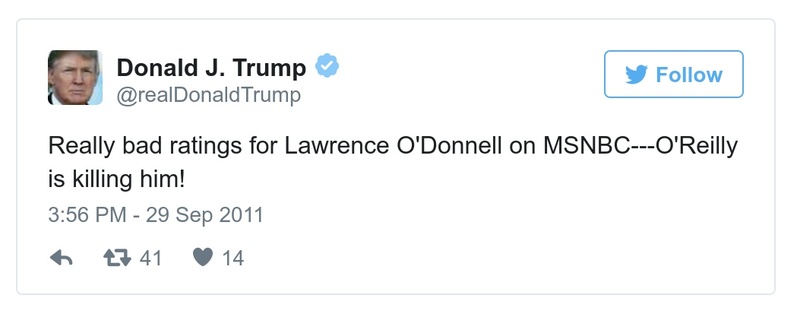 Donald J. Trump
@realDonaldTrump
Follow
Really bad ratings for Lawrence O'Donnell on MSNBC---O'Reilly
is killing him!
3:56 PM - 29 Sep 2011
41 14